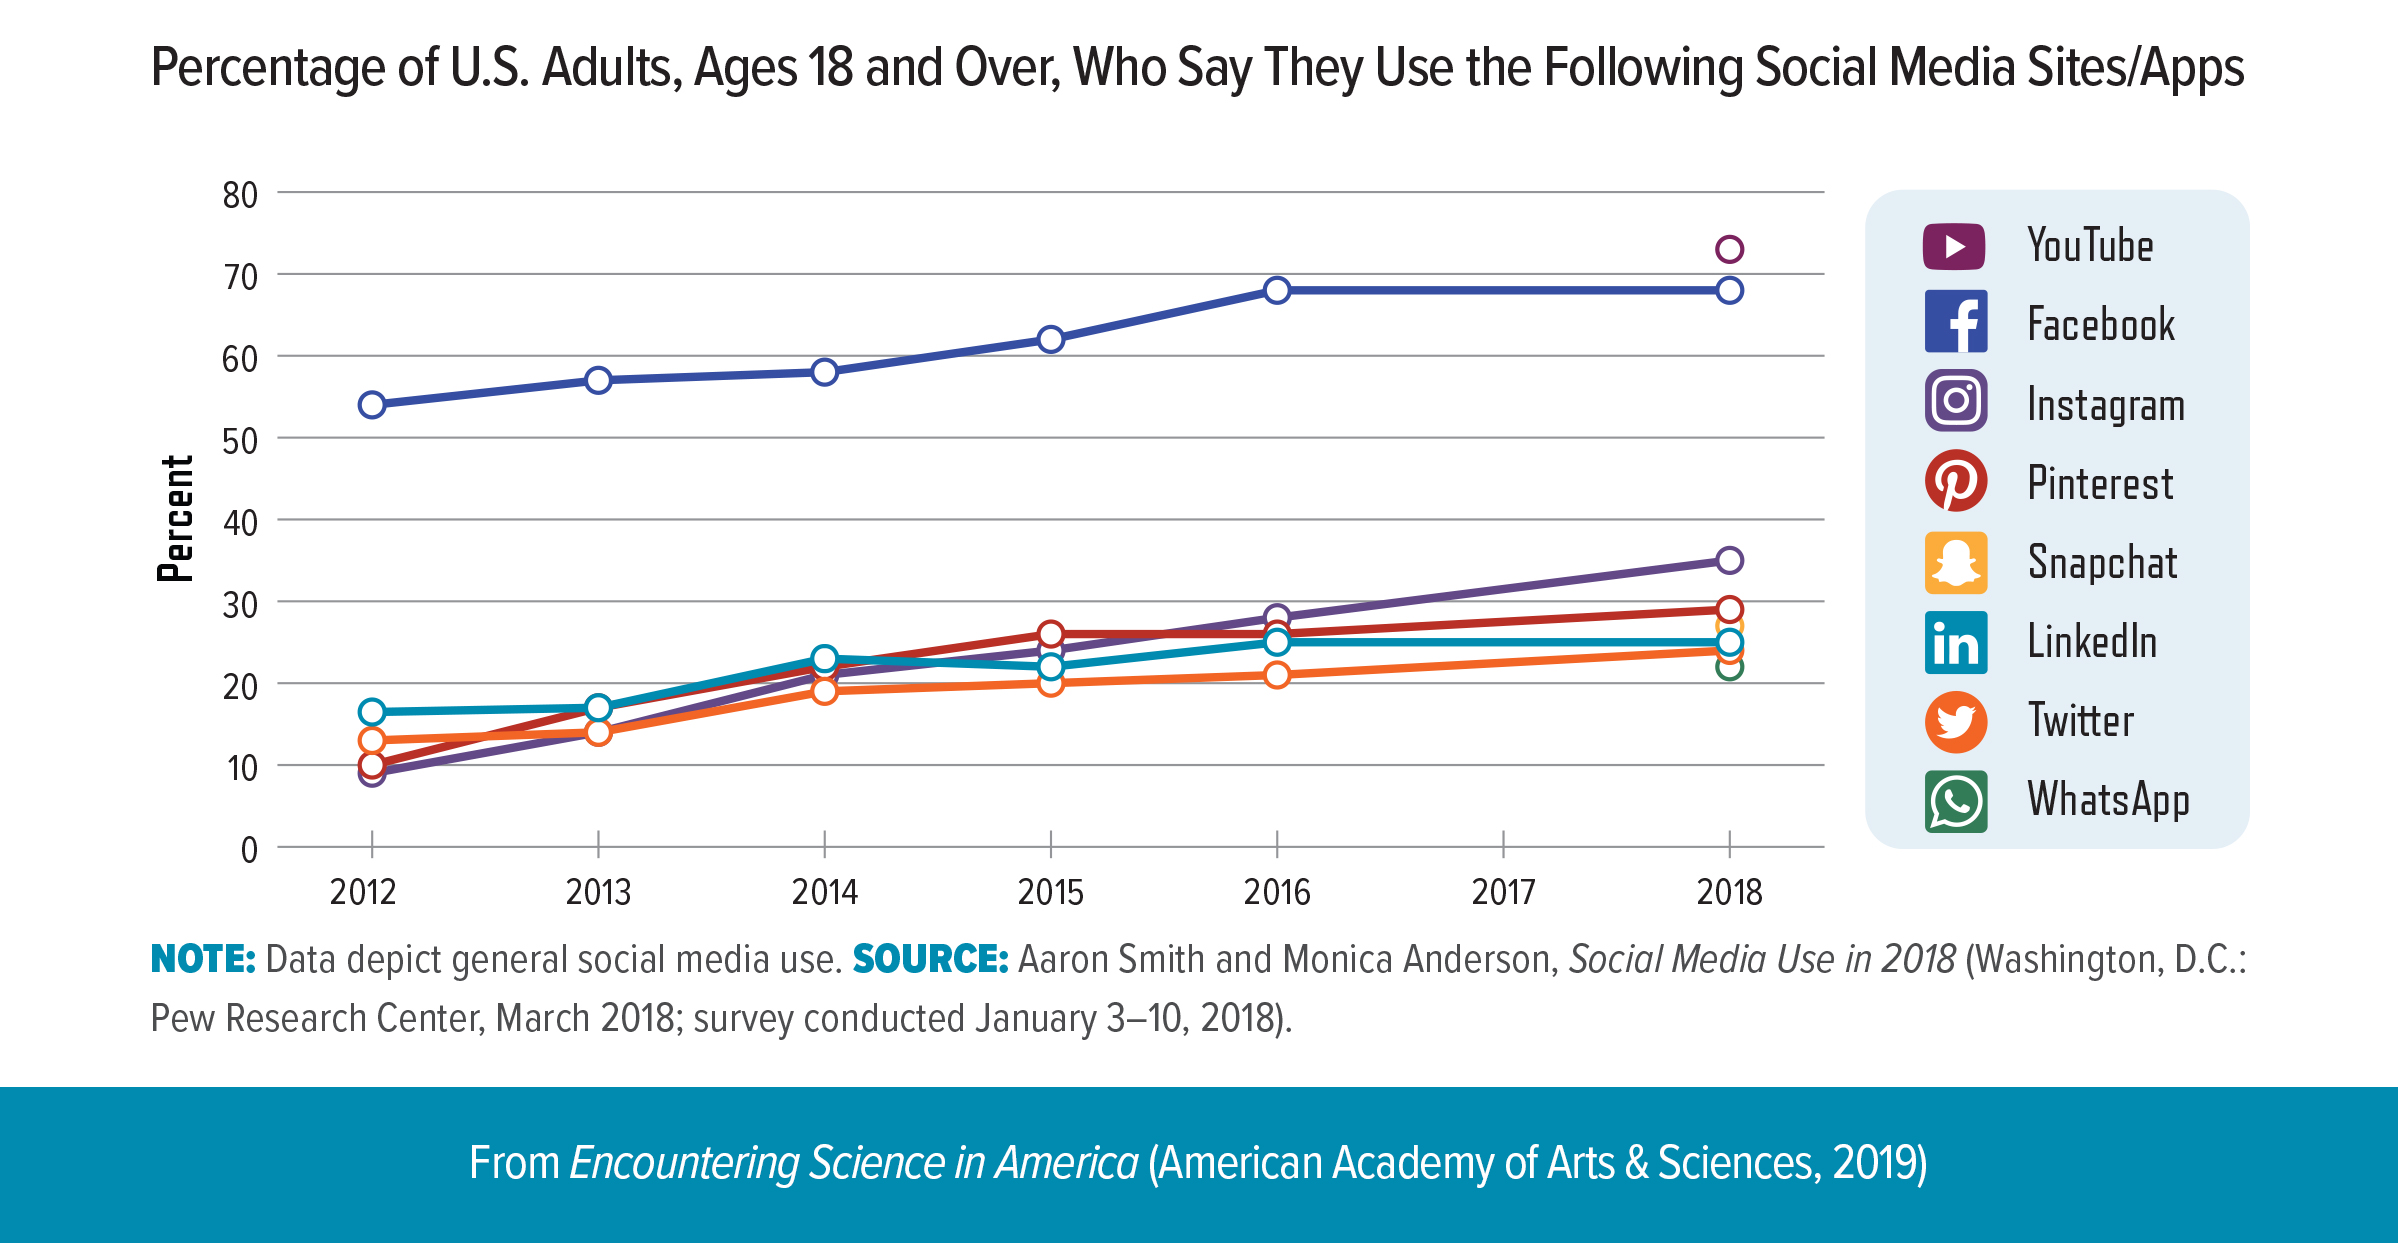 Percentage of U.S. Adults, Ages 18 and Over, Who Say They Use the Following Social Media Sites/Apps
Percent
80
70
60
50
40
30
20
10
0
2012 2013 2014 2015 2016 2017 2018
YouTube
Facebook
Instagram
Pinterest
Snapchat
in LinkedIn
Twitter
WhatsApp
NOTE: Data depict general social media use. SOURCE: Aaron Smith and Monica Anderson, Social Media Use in 2018 (Washington, D.C.:
Pew Research Center, March 2018; survey conducted January 3–10, 2018).
From Encountering Science in America (American Academy of Arts & Sciences, 2019)